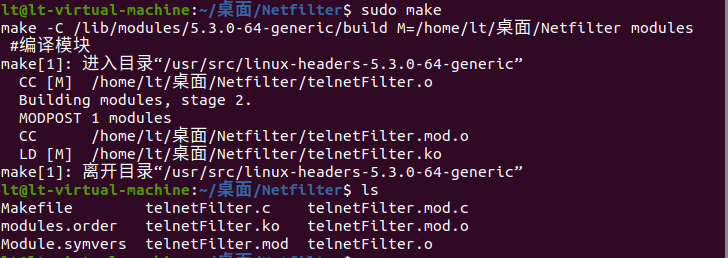 lt@lt-virtual-machine:~/桌面/Netfilter$ sudo make
make -C /lib/modules/5.3.0-64-generic/build M=/home/lt/桌面/Netfilter modules
 #编译模块
make[1]: 进入目录“/usr/src/linux-headers-5.3.0-64-generic”
  CC [M]  /home/lt/桌面/Netfilter/telnetFilter.o
  Building modules, stage 2.
  MODPOST 1 modules
  CC      /home/lt/桌面/Netfilter/telnetFilter.mod.o
  LD [M]  /home/lt/桌面/Netfilter/telnetFilter.ko
make[1]: 离开目录“/usr/src/linux-headers-5.3.0-64-generic”
lt@lt-virtual-machine:~/桌面/Netfilter$ ls
Makefile        telnetFilter.c    telnetFilter.mod.c
modules.order   telnetFilter.ko   telnetFilter.mod.o
Module.symvers  telnetFilter.mod  telnetFilter.o